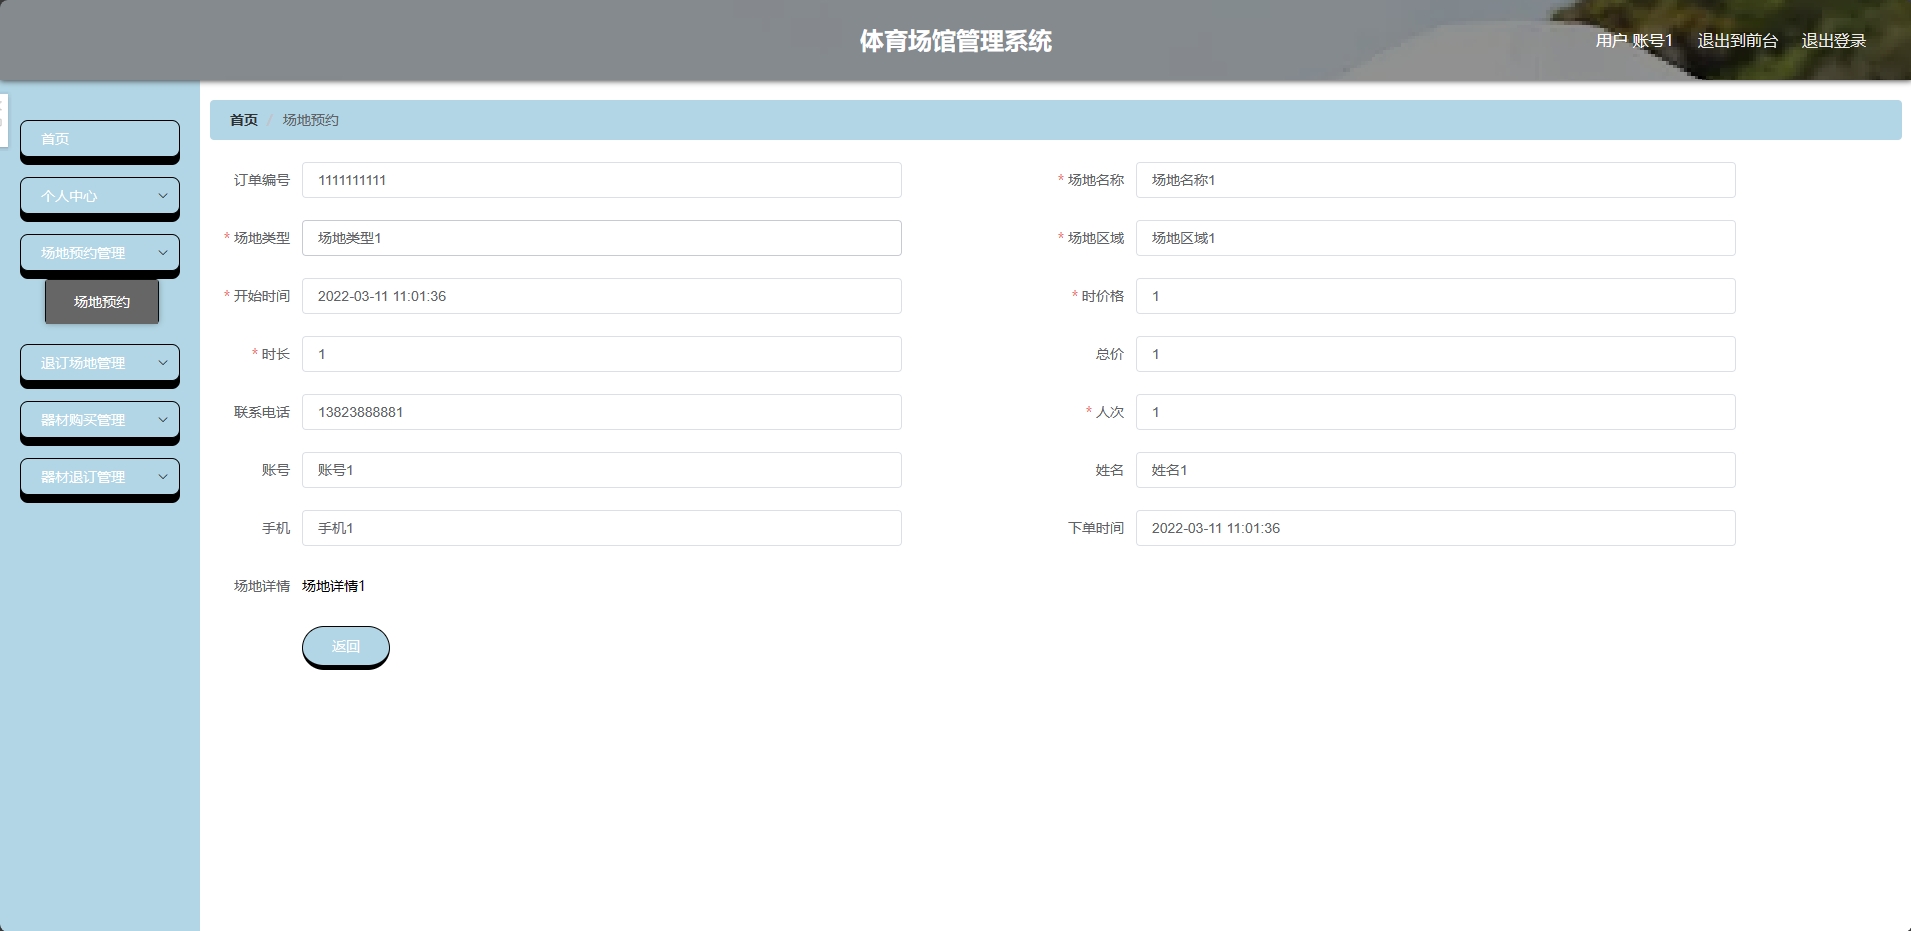 体育场馆管理系统
用户 账号1 退出到前台 退出登录
首页
个人中心
场地预约管理
场地预约
退订场地管理
器材购买管理
器材退订管理
首页 / 场地预约
订单编号 1111111111 * 场地名称 场地名称1
* 场地类型 场地类型1 * 场地区域 场地区域1
* 开始时间 2022-03-11 11:01:36 * 时价格 1
* 时长 1 总价 1
联系电话 13823888881 * 人次 1
账号 账号1 姓名 姓名1
手机 手机1 下单时间 2022-03-11 11:01:36
场地详情 场地详情1
返回